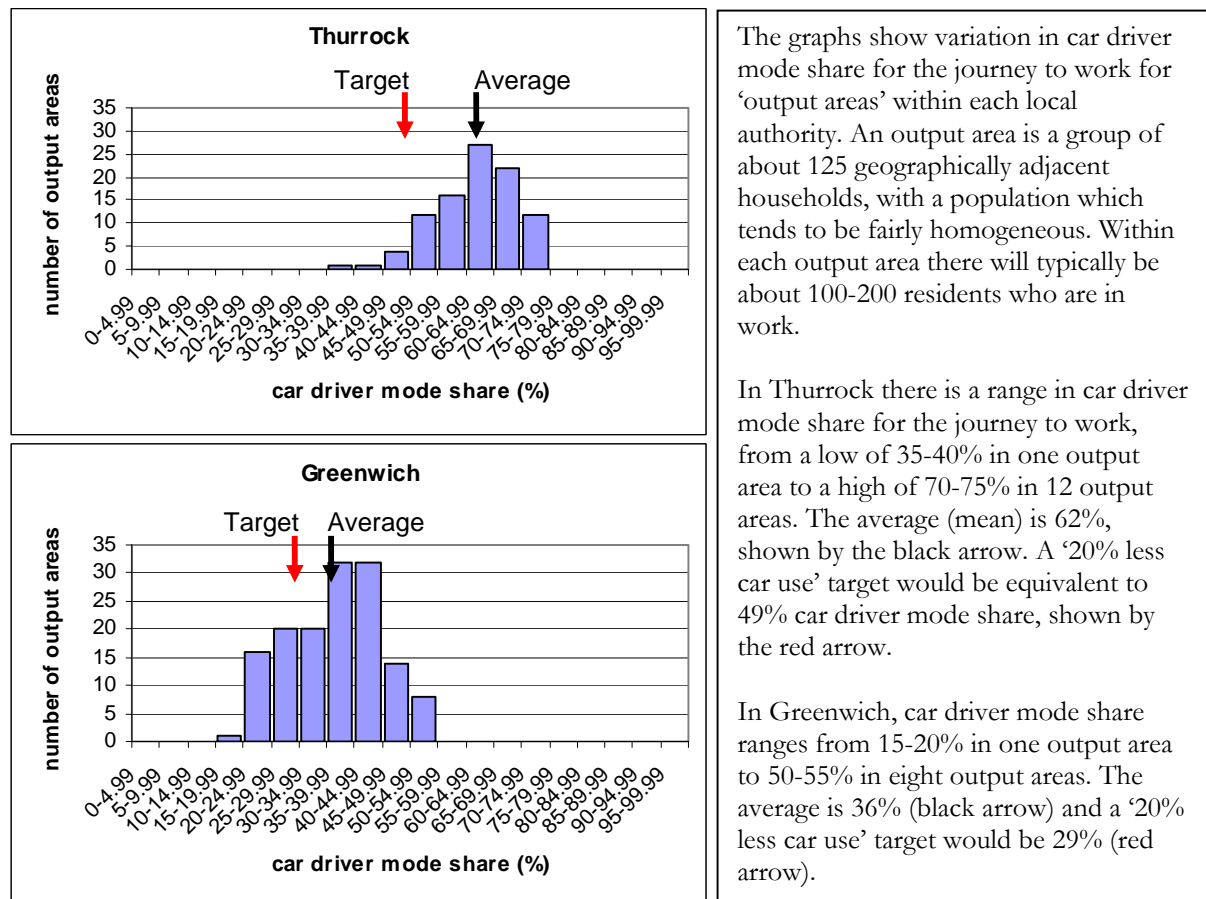 Thurrock
Target Average
number of output areas
35
30
25
20
15
10
5
0
0-4.99
5-9.99
10-14.99
15-19.99
20-24.99
25-29.99
30-34.99
35-39.99
40-44.99
45-49.99
50-54.99
55-59.99
60-64.99
65-69.99
70-74.99
75-79.99
80-84.99
85-89.99
90-94.99
95-99.99
car driver mode share (%)
Greenwich
Target Average
number of output areas
35
30
25
20
15
10
5
0
0-4.99
5-9.99
10-14.99
15-19.99
20-24.99
25-29.99
30-34.99
35-39.99
40-44.99
45-49.99
50-54.99
55-59.99
60-64.99
65-69.99
70-74.99
75-79.99
80-84.99
85-89.99
90-94.99
95-99.99
car driver mode share (%)
The graphs show variation in car driver
mode share for the journey to work for
‘output areas’ within each local
authority. An output area is a group of
about 125 geographically adjacent
households, with a population which
tends to be fairly homogeneous. Within
each output area there will typically be
about 100-200 residents who are in
work.
In Thurrock there is a range in car driver
mode share for the journey to work,
from a low of 35-40% in one output
area to a high of 70-75% in 12 output
areas. The average (mean) is 62%,
shown by the black arrow. A ‘20% less
car use’ target would be equivalent to
49% car driver mode share, shown by
the red arrow.
In Greenwich, car driver mode share
ranges from 15-20% in one output area
to 50-55% in eight output areas. The
average is 36% (black arrow) and a ‘20%
less car use’ target would be 29% (red
arrow).